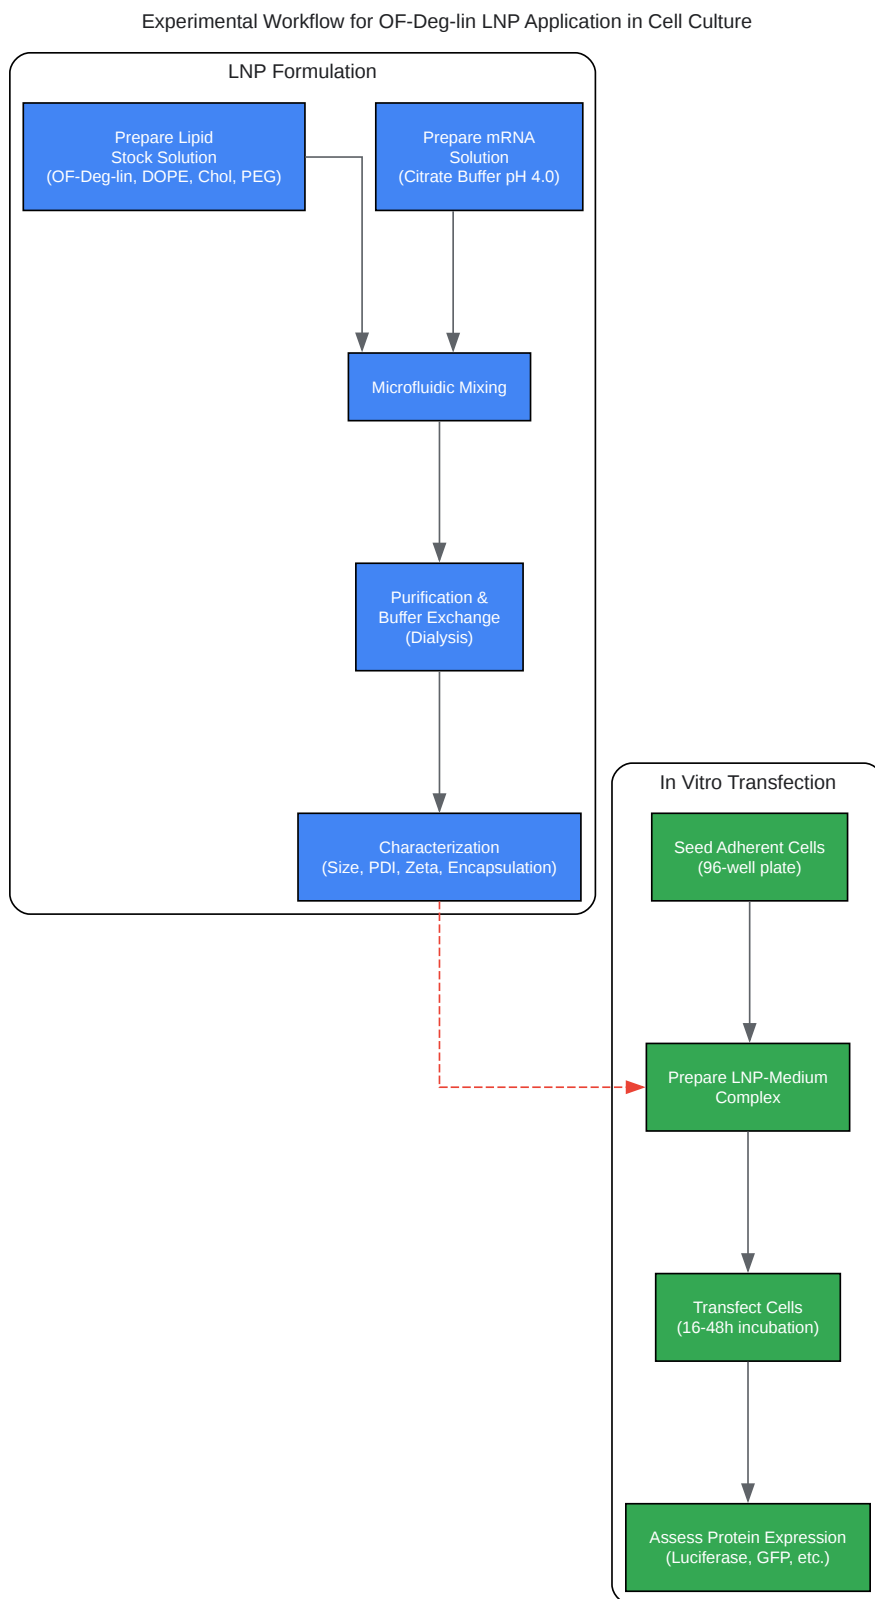 Experimental Workflow for OF-Deg-lin LNP Application in Cell Culture
LNP Formulation
Prepare Lipid
Stock Solution
(OF-Deg-lin, DOPE, Chol, PEG)
Prepare mRNA
Solution
(Citrate Buffer pH 4.0)
Microfluidic Mixing
Purification &
Buffer Exchange
(Dialysis)
Characterization
(Size, PDI, Zeta, Encapsulation)
In Vitro Transfection
Seed Adherent Cells
(96-well plate)
Prepare LNP-Medium
Complex
Transfect Cells
(16-48h incubation)
Assess Protein Expression
(Luciferase, GFP, etc.)